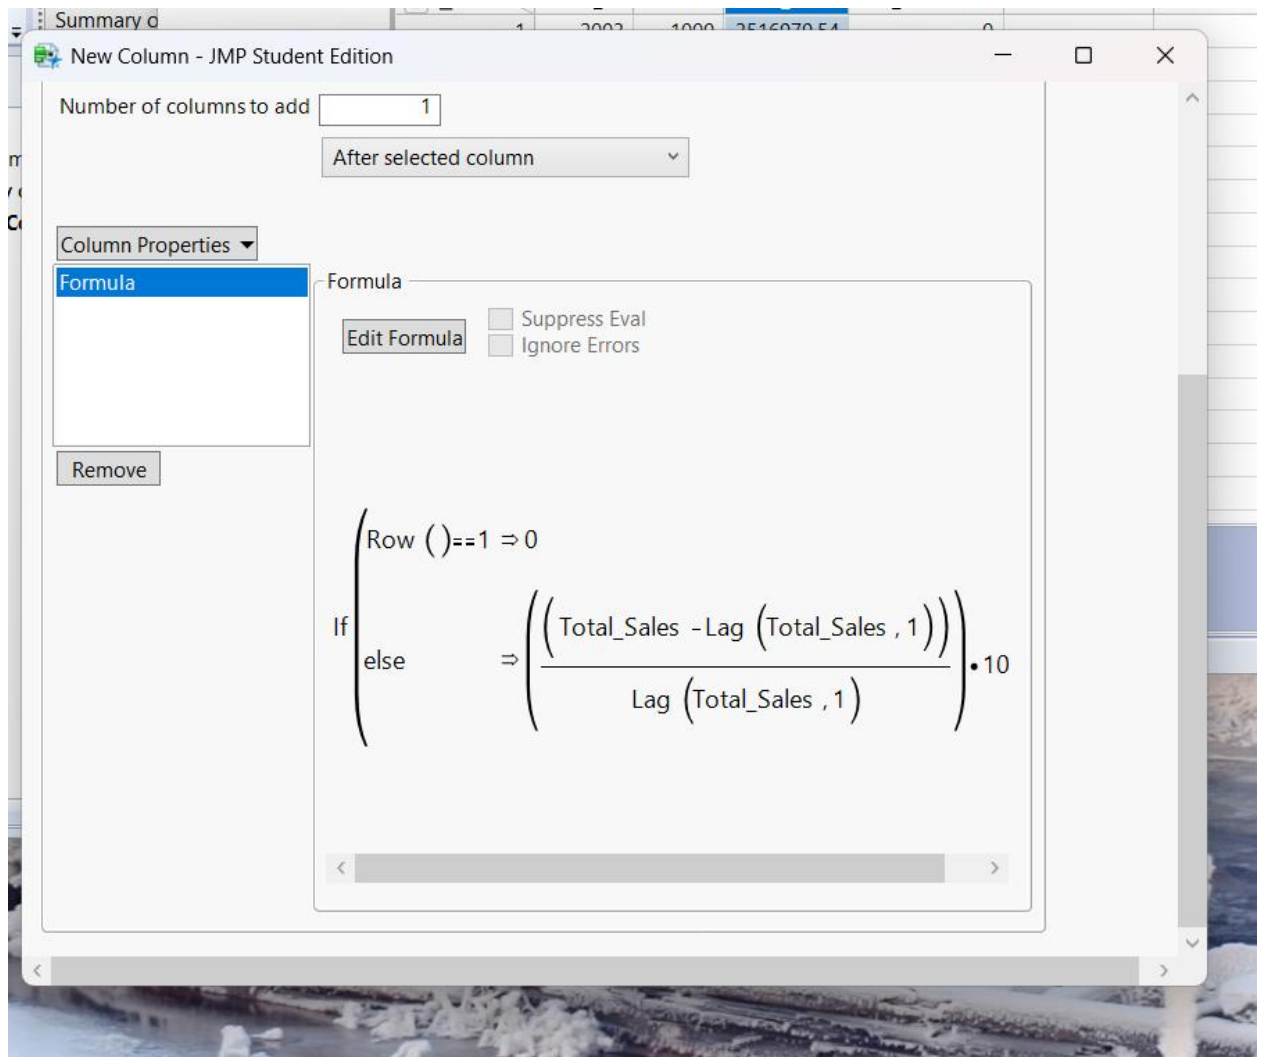 Summary o
New Column - JMP Student Edition
Number of columns to add 1
After selected column
Column Properties
Formula
Formula
Edit Formula
Suppress Eval
Ignore Errors
Remove
If
Row ()==1 ⇒ 0
else ⇒
((Total_Sales - Lag (Total_Sales , 1)))
Lag (Total_Sales , 1)
• 10